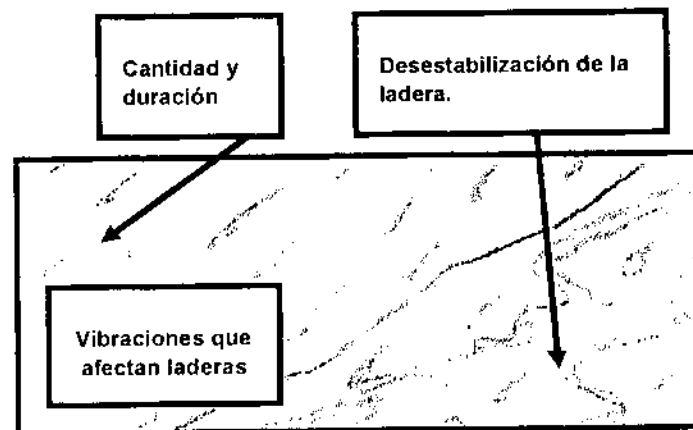 Cantidad y
duración
Desestabilización de la
ladera.
Vibraciones que
afectan laderas